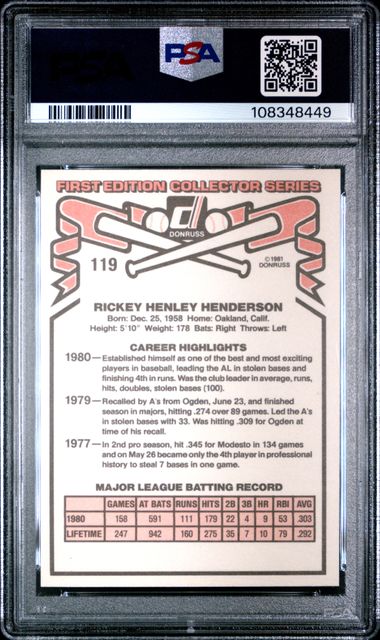 PSA
108348449
FIRST EDITION COLLECTOR SERIES
d
DONRUSS
119
©1981
DONRUSS
RICKEY HENLEY HENDERSON
Born: Dec. 25, 1958 Home: Oakland, Calif.
Height: 5'10" Weight: 178 Bats: Right Throws: Left
CAREER HIGHLIGHTS
1980—Established himself as one of the best and most exciting
players in baseball, leading the AL in stolen bases and
finishing 4th in runs. Was the club leader in average, runs,
hits, doubles, stolen bases (100).
1979—Recalled by A's from Ogden, June 23, and finished
season in majors, hitting .274 over 89 games. Led the A's
in stolen bases with 33. Was hitting .309 for Ogden at
time of his recall.
1977—In 2nd pro season, hit .345 for Modesto in 134 games
and on May 26 became only the 4th player in professional
history to steal 7 bases in one game.
MAJOR LEAGUE BATTING RECORD
GAMES AT BATS RUNS HITS 2B 3B HR RBI AVG
1980 158 591 111 179 22 4 9 53 .303
LIFETIME 247 942 160 275 35 7 10 79 .292
PSA